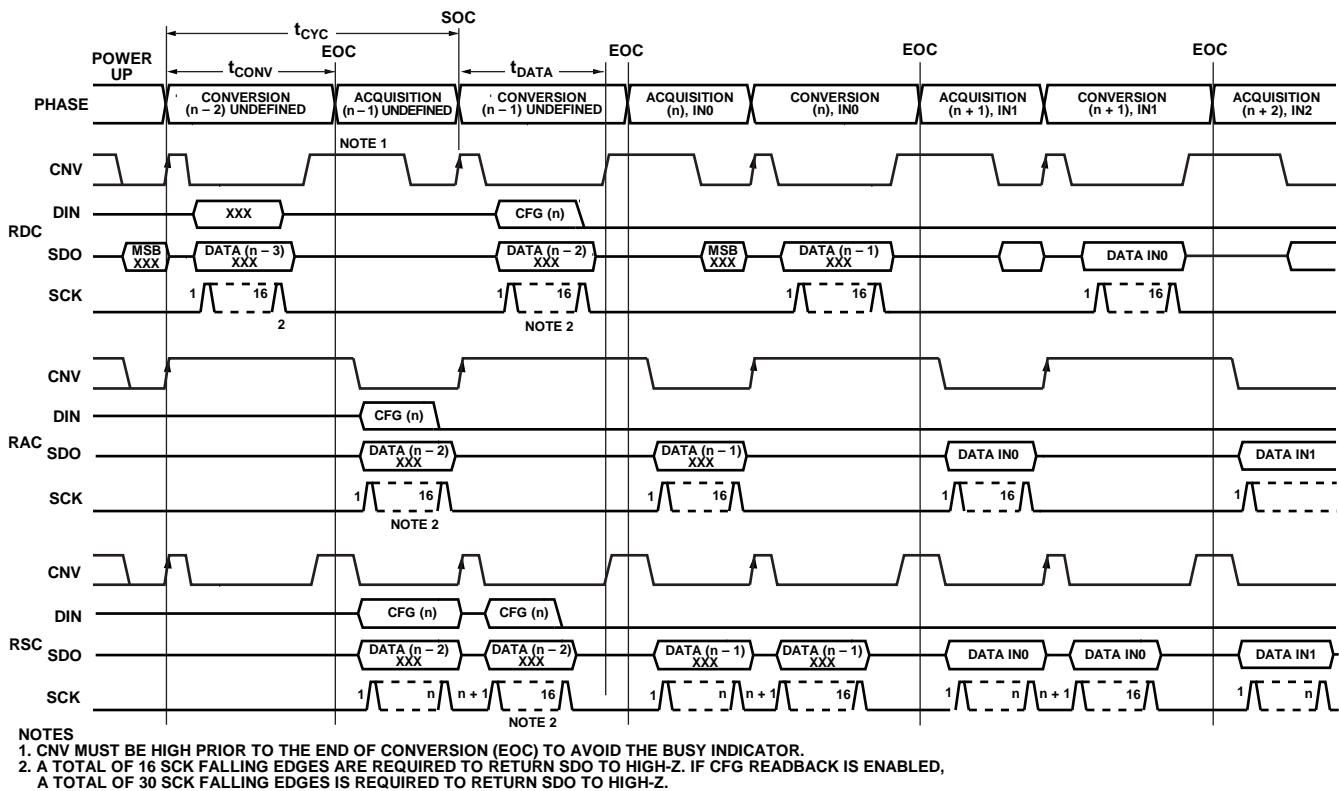 SOC
tCYC
POWER UP
EOC
EOC
EOC
EOC
tCONV
tDATA
PHASE
CONVERSION (n – 2) UNDEFINED
ACQUISITION (n – 1) UNDEFINED
CONVERSION (n – 1) UNDEFINED
ACQUISITION (n), IN0
CONVERSION (n), IN0
ACQUISITION (n + 1), IN1
CONVERSION (n + 1), IN1
ACQUISITION (n + 2), IN2
NOTE 1
CNV
RDC
DIN
XXX
CFG (n)
SDO
MSB XXX
DATA (n – 3) XXX
DATA (n – 2) XXX
MSB XXX
DATA (n – 1) XXX
DATA IN0
SCK
1 16
1 16
1 16
1 16
2
NOTE 2
CNV
DIN
CFG (n)
RAC
SDO
DATA (n – 2) XXX
DATA (n – 1) XXX
DATA IN0
DATA IN1
SCK
1 16
1 16
1 16
1
NOTE 2
CNV
DIN
CFG (n)
CFG (n)
RSC
SDO
DATA (n – 2) XXX
DATA (n – 2) XXX
DATA (n – 1) XXX
DATA (n – 1) XXX
DATA IN0
DATA IN0
DATA IN1
SCK
1 n n + 1 16
1 n n + 1 16
1 n n + 1 16
1 n
NOTE 2
NOTES
1. CNV MUST BE HIGH PRIOR TO THE END OF CONVERSION (EOC) TO AVOID THE BUSY INDICATOR.
2. A TOTAL OF 16 SCK FALLING EDGES ARE REQUIRED TO RETURN SDO TO HIGH-Z. IF CFG READBACK IS ENABLED,
A TOTAL OF 30 SCK FALLING EDGES IS REQUIRED TO RETURN SDO TO HIGH-Z.